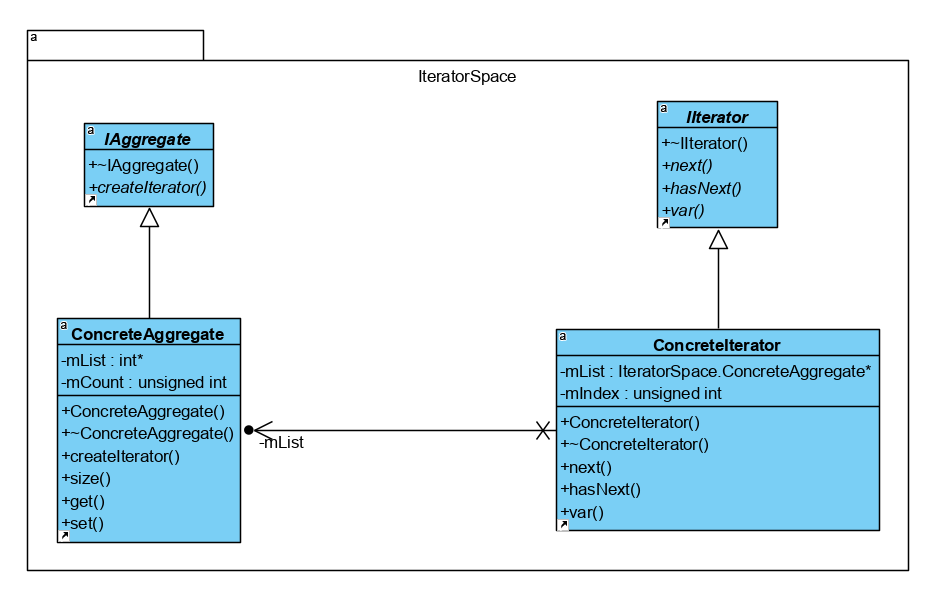 a
IteratorSpace
a
IAggregate
+~IAggregate()
+createIterator()
a
IIterator
+~IIterator()
+next()
+hasNext()
+var()
a
ConcreteAggregate
-mList : int*
-mCount : unsigned int
+ConcreteAggregate()
+~ConcreteAggregate()
+createIterator()
+size()
+get()
+set()
-mList
a
ConcreteIterator
-mList : IteratorSpace.ConcreteAggregate*
-mIndex : unsigned int
+ConcreteIterator()
+~ConcreteIterator()
+next()
+hasNext()
+var()